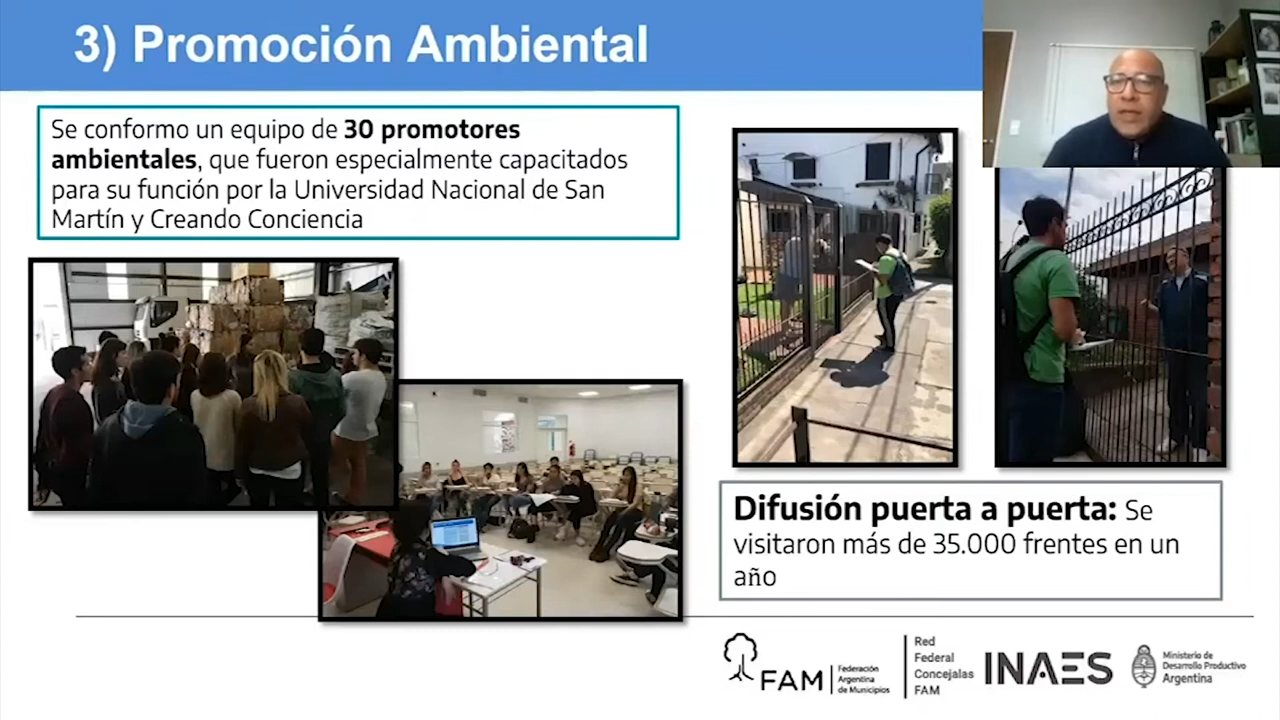 3) Promoción Ambiental
Se conformo un equipo de 30 promotores
ambientales, que fueron especialmente capacitados
para su función por la Universidad Nacional de San
Martín y Creando Conciencia
Difusión puerta a puerta: Se
visitaron más de 35.000 frentes en un
año
FAM
Federación
Argentina
de Municipios
Red
Federal
Concejalas
FAM
INAES
Ministerio de
Desarrollo Productivo
Argentina